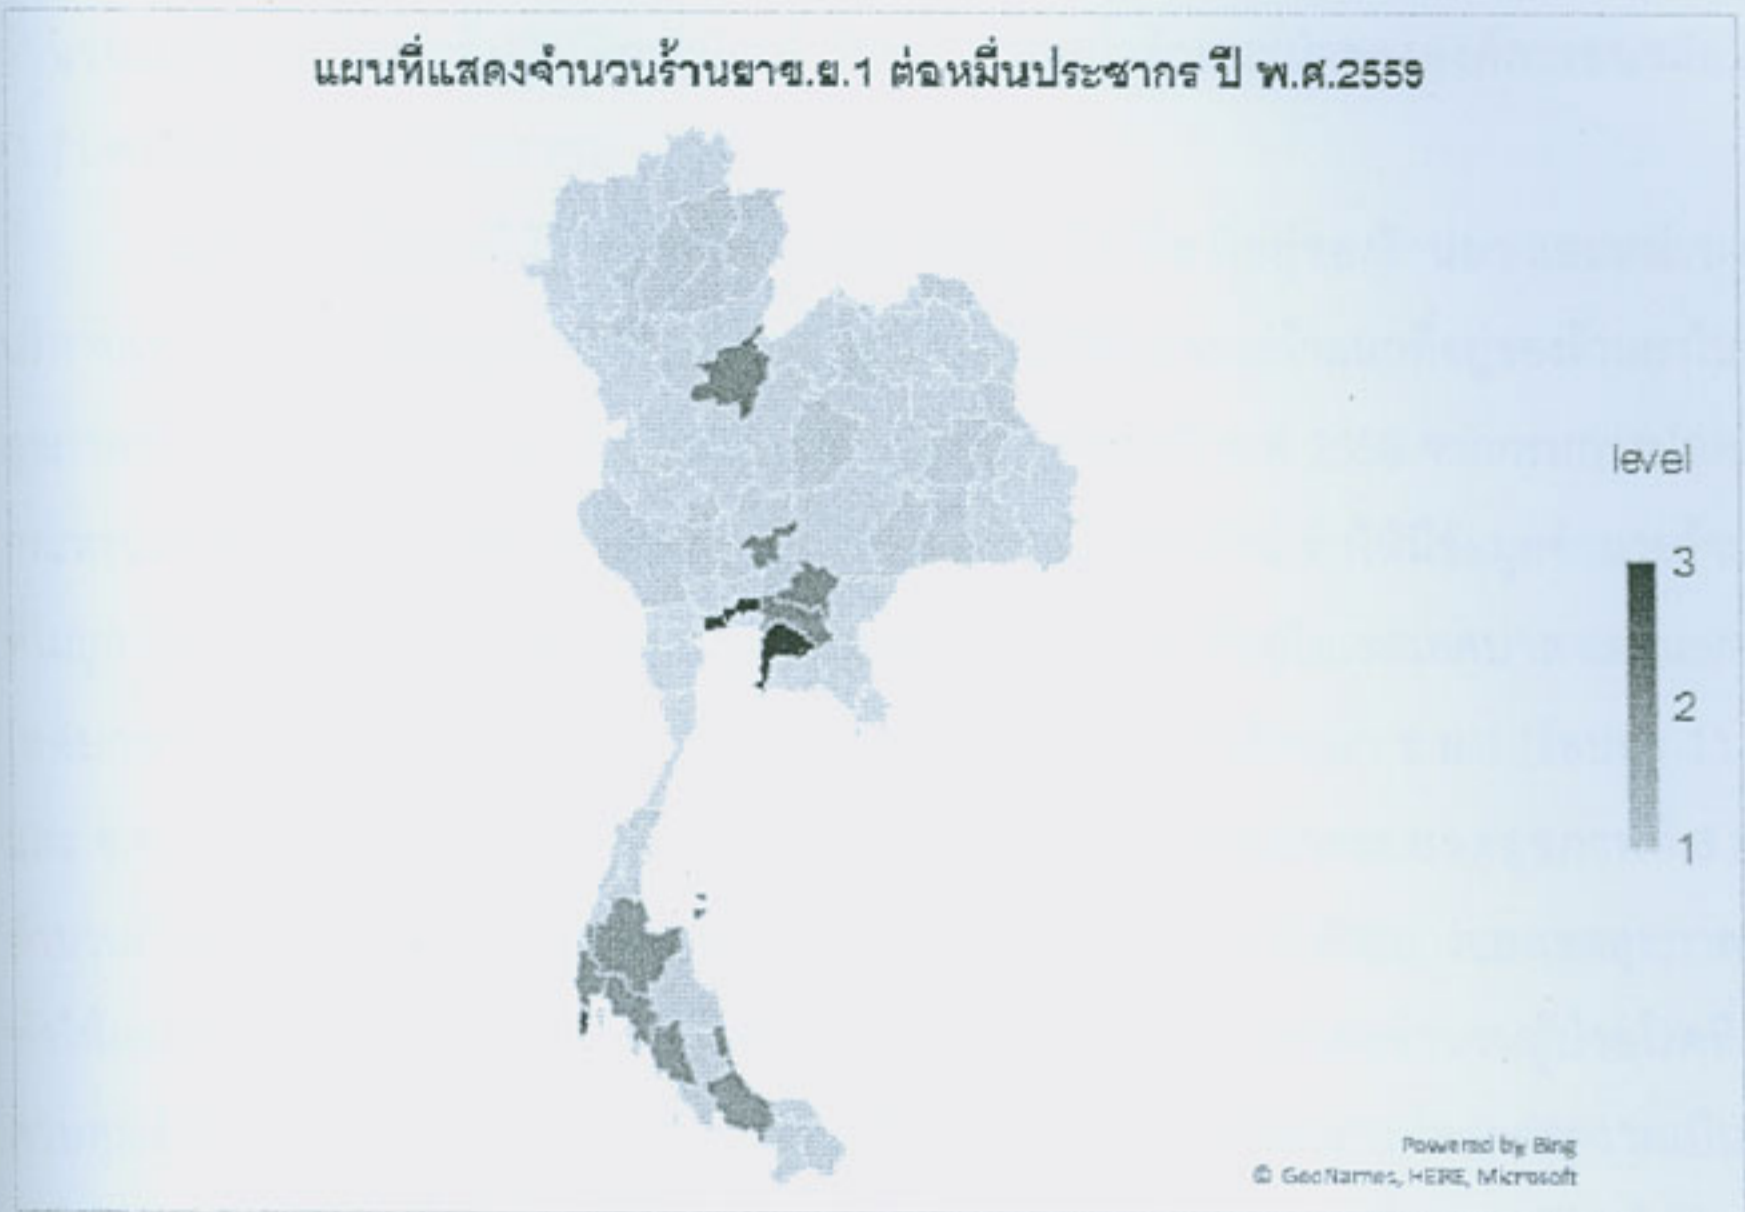 แผนที่แสดงจำนวนร้านยาข.ย.1 ต่อหมื่นประชากร ปี พ.ศ.2559
level
3
2
1
Powered by Bing
© GeoNames, HERE, Microsoft